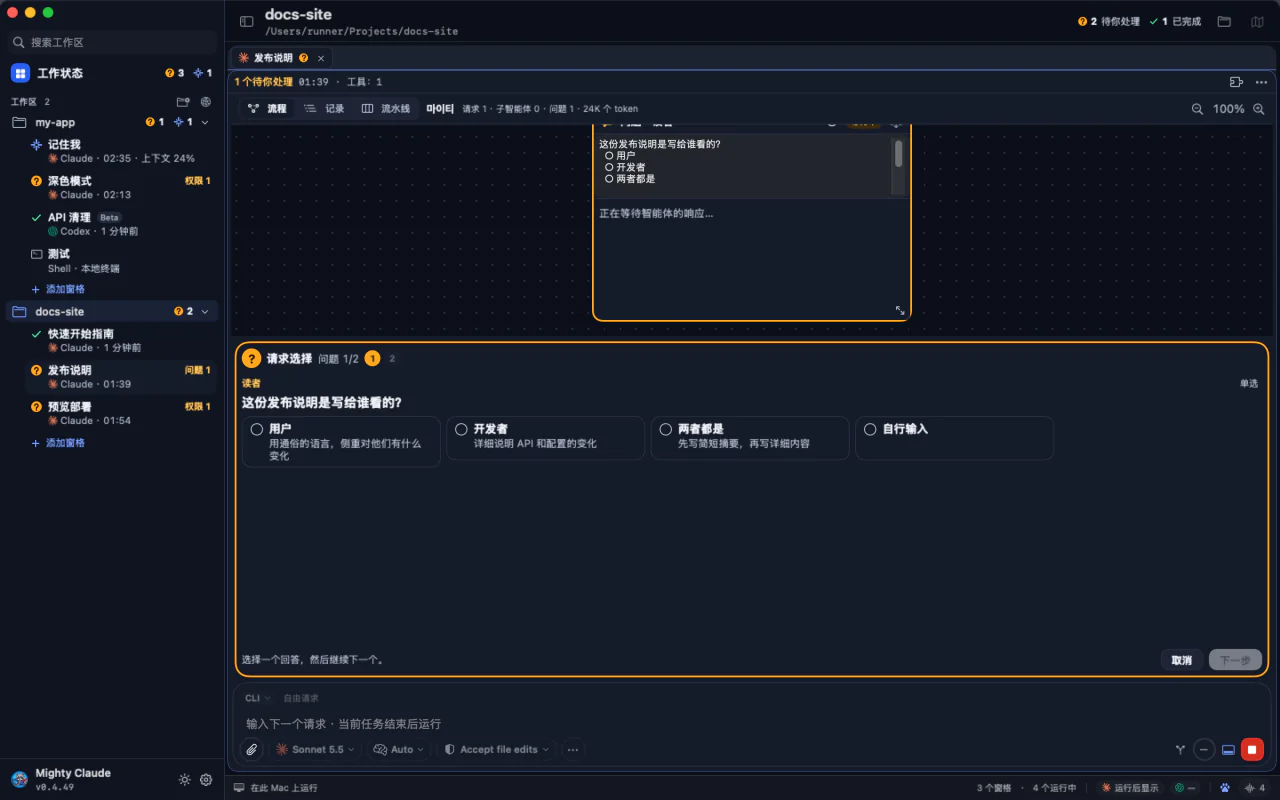 docs-site
/Users/runner/Projects/docs-site
2 待你处理 1 已完成
搜索工作区
工作状态 3 1
工作区 2
my-app 1 1
记住我
Claude · 02:35 · 上下文 24%
深色模式 权限 1
Claude · 02:13
API 清理 Beta
Codex · 1 分钟前
测试
Shell · 本地终端
+ 添加窗格
docs-site 2
快速开始指南
Claude · 1 分钟前
发布说明 问题 1
Claude · 01:39
预览部署 权限 1
Claude · 01:54
+ 添加窗格
Mighty Claude
v0.4.49
发布说明
1 个待你处理 01:39 · 工具: 1
流程 记录 流水线 마이티 请求 1 · 子智能体 0 · 问题 1 · 24K 个 token
100%
这份发布说明是写给谁看的?
用户
开发者
两者都是
正在等待智能体的响应...
请求选择 问题 1/2 1 2
读者 单选
这份发布说明是写给谁看的?
用户
用通俗的语言，侧重对他们有什么
变化
开发者
详细说明 API 和配置的变化
两者都是
先写简短摘要，再写详细内容
自行输入
选择一个回答，然后继续下一个。
取消 下一步
CLI 自由请求
输入下一个请求 · 当前任务结束后运行
Sonnet 5.5 Auto Accept file edits
在此 Mac 上运行
3 个窗格 · 4 个运行中 运行后显示 4